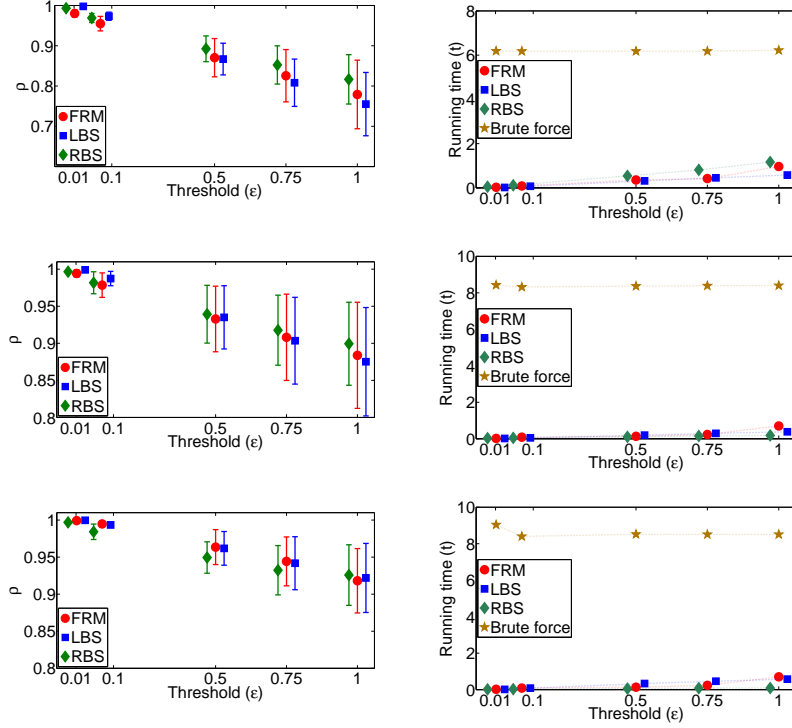 1
0.9
0.8
0.7
ρ
FRM
LBS
RBS
0.01 0.1 0.5 0.75 1
Threshold (ε)
8
6
4
2
0
Running time (t)
FRM
LBS
RBS
Brute force
0.01 0.1 0.5 0.75 1
Threshold (ε)
1
0.95
0.9
0.85
0.8
ρ
FRM
LBS
RBS
0.01 0.1 0.5 0.75 1
Threshold (ε)
10
8
6
4
2
0
Running time (t)
FRM
LBS
RBS
Brute force
0.01 0.1 0.5 0.75 1
Threshold (ε)
1
0.95
0.9
0.85
0.8
ρ
FRM
LBS
RBS
0.01 0.1 0.5 0.75 1
Threshold (ε)
10
8
6
4
2
0
Running time (t)
FRM
LBS
RBS
Brute force
0.01 0.1 0.5 0.75 1
Threshold (ε)